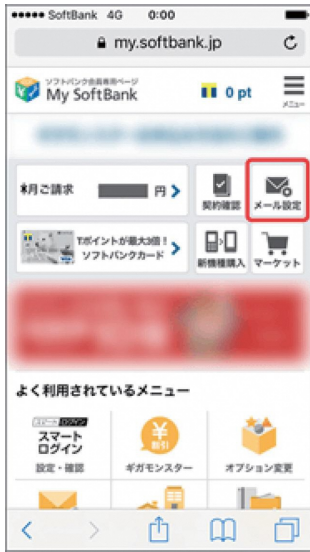 SoftBank 4G 0:00
my.softbank.jp
ソフトバンク会員専用ページ
My SoftBank
0 pt
メニュー
月ご請求 円
契約確認
メール設定
Tポイントが最大3倍！
ソフトバンクカード
新機種購入
マーケット
よく利用されているメニュー
スマート
ログイン
設定・確認
割引
ギガモンスター
オプション変更